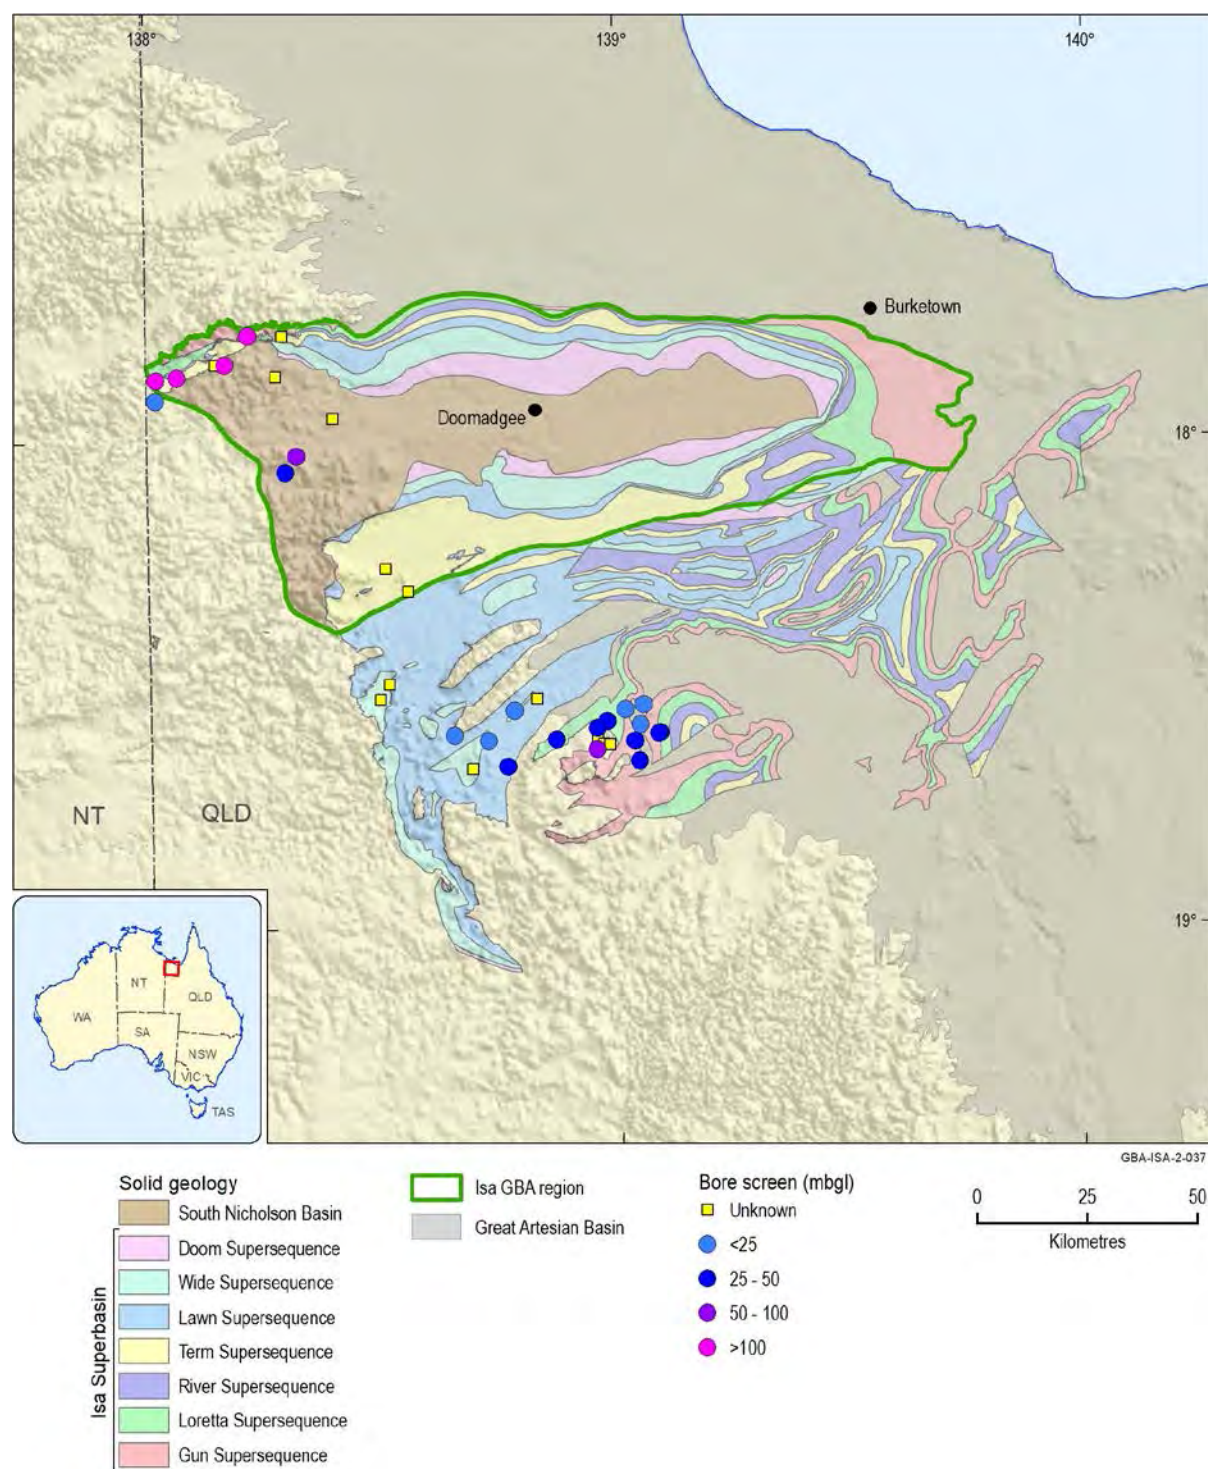 138°
139°
140°
Burketown
Doomadgee
18°
NT
QLD
19°
NT
QLD
WA
SA
NSW
VIC
TAS
GBA-ISA-2-037
Solid geology
South Nicholson Basin
Isa Superbasin
Doom Supersequence
Wide Supersequence
Lawn Supersequence
Term Supersequence
River Supersequence
Loretta Supersequence
Gun Supersequence
Isa GBA region
Great Artesian Basin
Bore screen (mbgl)
Unknown
<25
25 - 50
50 - 100
>100
0 25 50
Kilometres